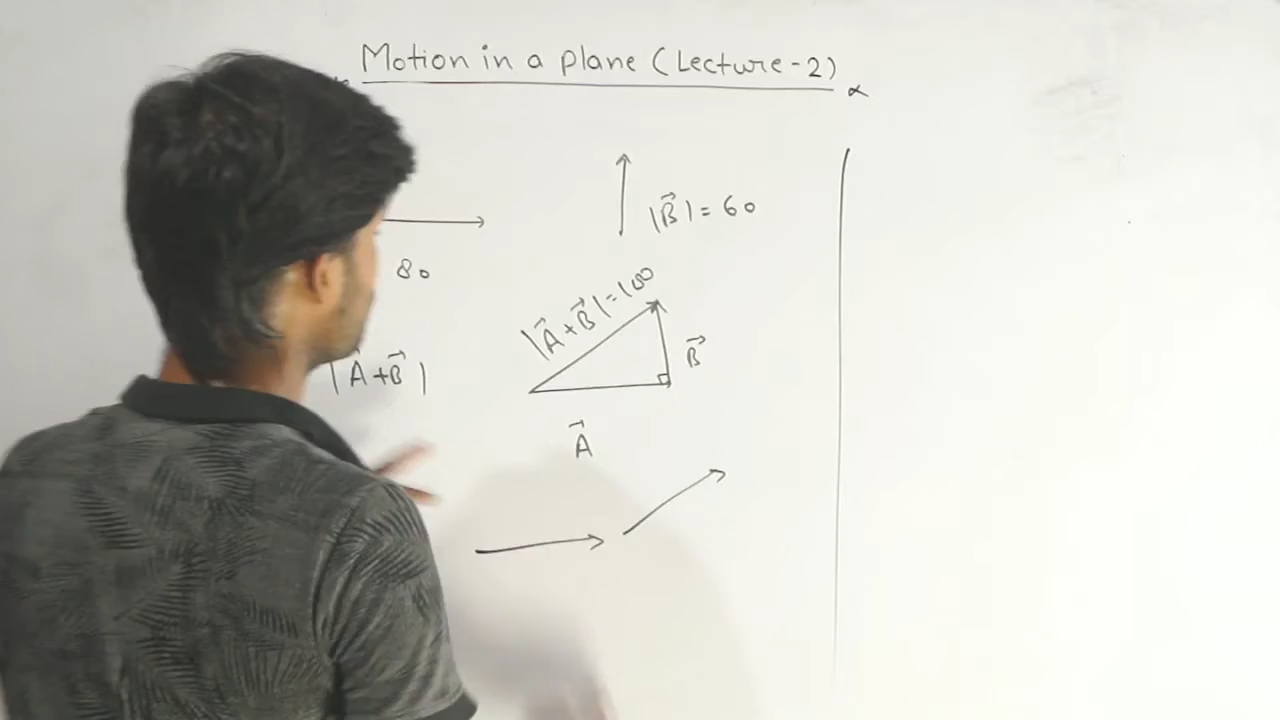 Motion in a plane (Lecture-2)
|B⃗| = 60
80
|A⃗+B⃗|=100
B⃗
|A⃗+B⃗|
A⃗